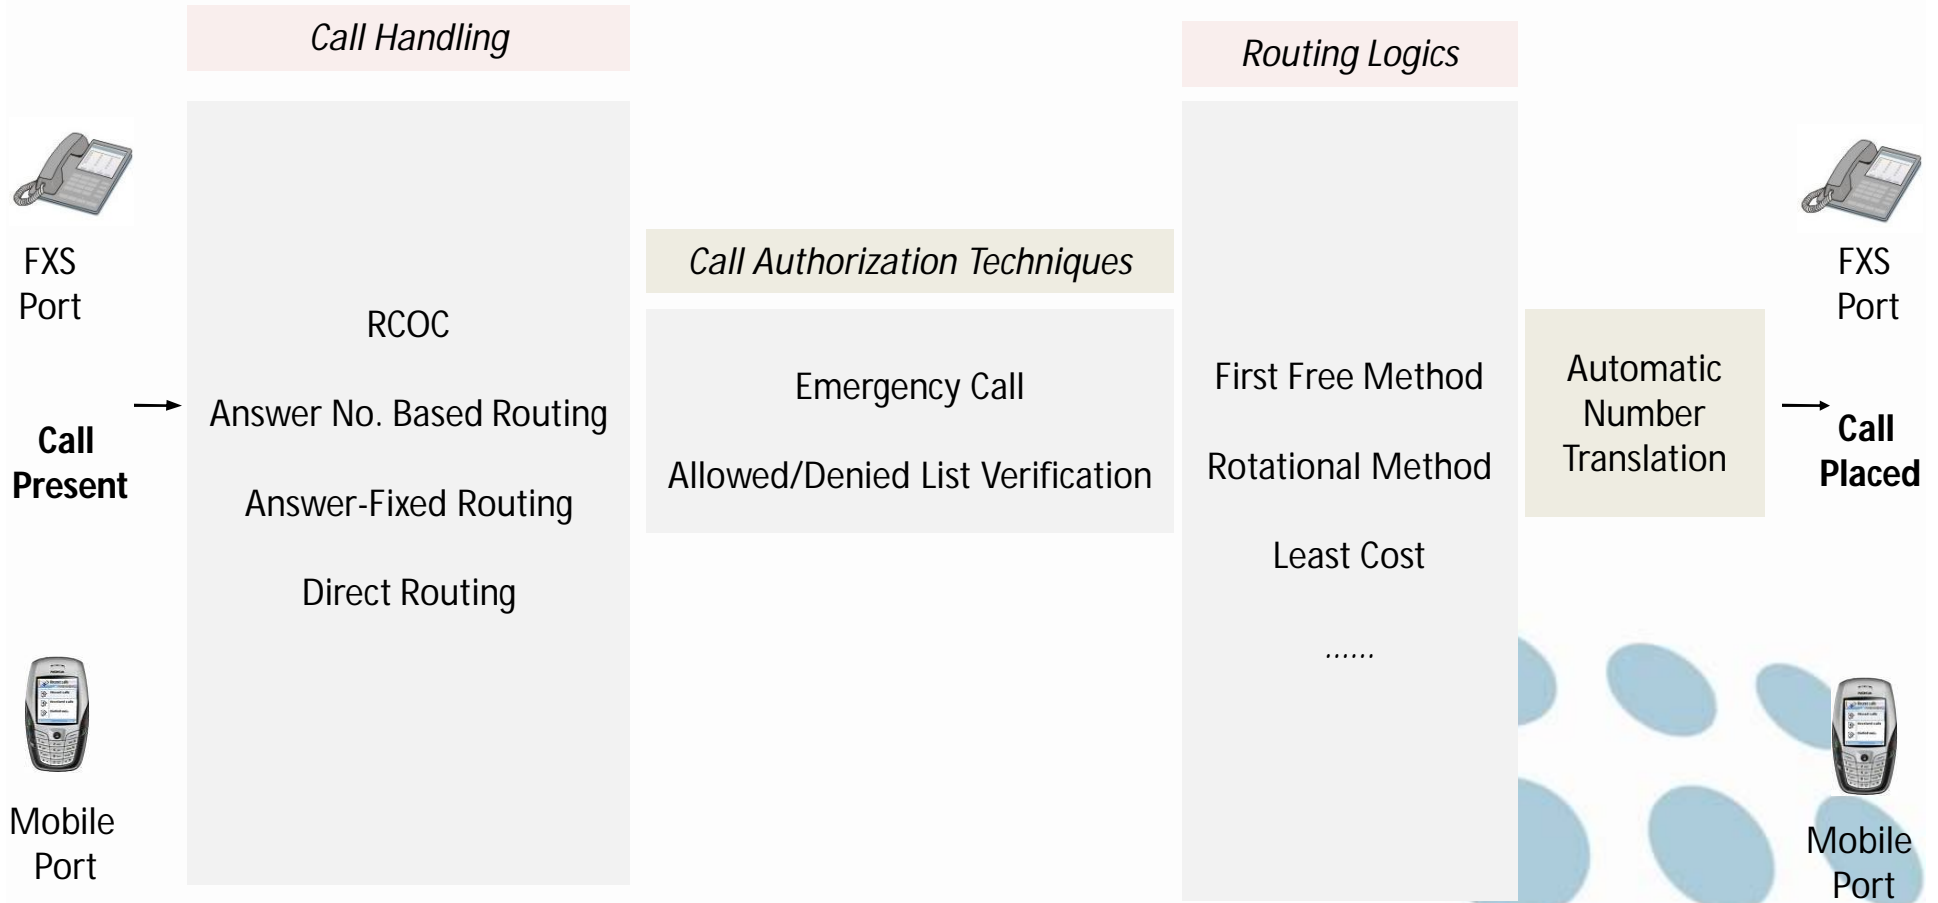 Call Handling
Routing Logics
FXS
Port
Call
Present
Mobile
Port
RCOC
Answer No. Based Routing
Answer-Fixed Routing
Direct Routing
Call Authorization Techniques
Emergency Call
Allowed/Denied List Verification
First Free Method
Rotational Method
Least Cost
......
Automatic
Number
Translation
FXS
Port
Call
Placed
Mobile
Port